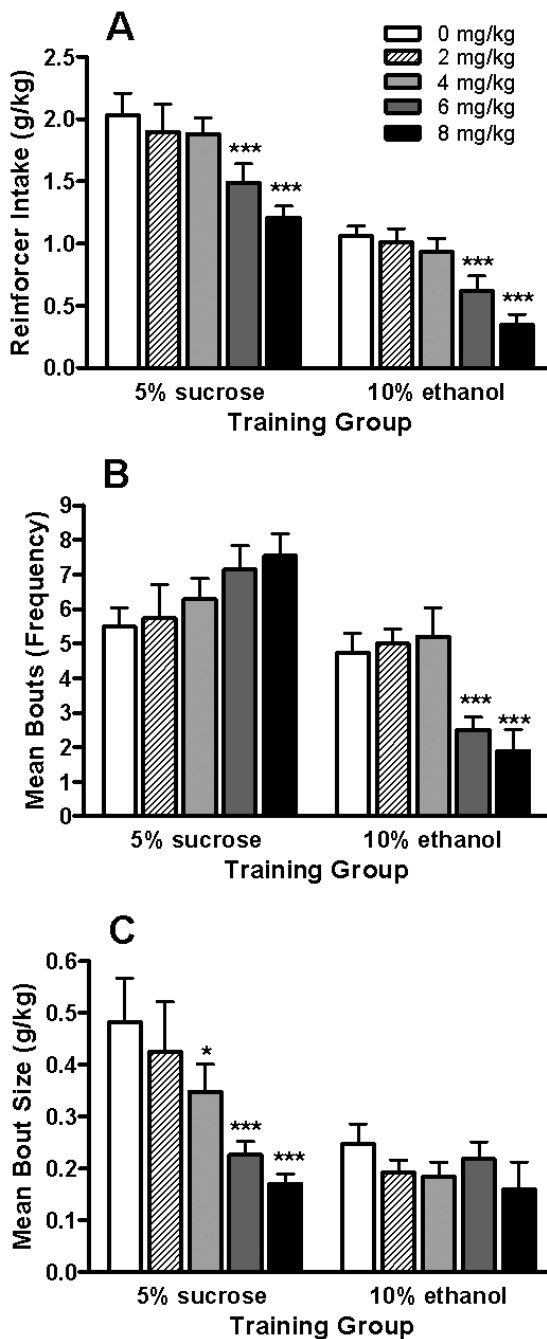 A
0 mg/kg
2 mg/kg
4 mg/kg
6 mg/kg
8 mg/kg
Reinforcer Intake (g/kg)
2.5
2.0
1.5
1.0
0.5
0.0
*** *** *** ***
5% sucrose 10% ethanol
Training Group
B
Mean Bouts (Frequency)
9
8
7
6
5
4
3
2
1
0
*** ***
5% sucrose 10% ethanol
Training Group
C
Mean Bout Size (g/kg)
0.6
0.5
0.4
0.3
0.2
0.1
0.0
* *** ***
5% sucrose 10% ethanol
Training Group